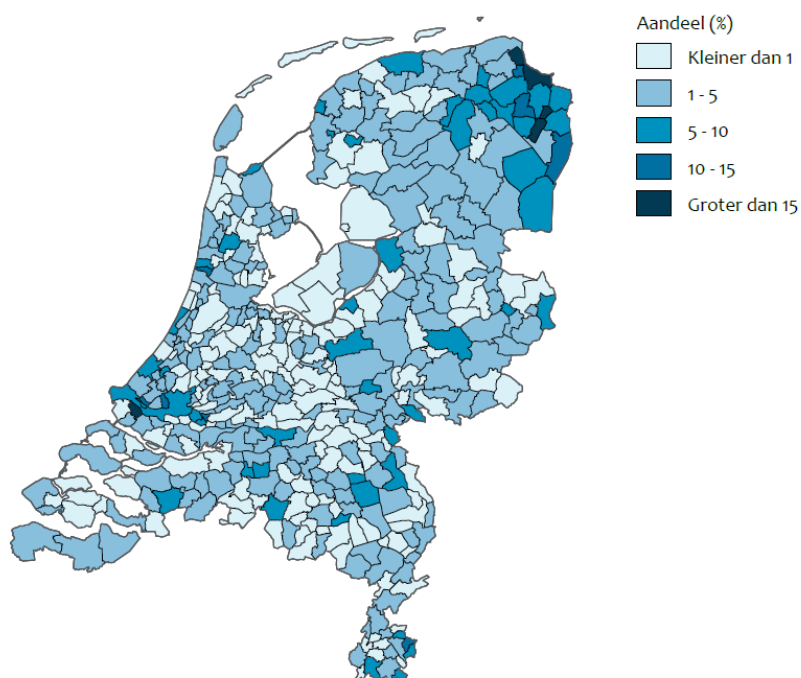 Aandeel (%)
Kleiner dan 1
1 - 5
5 - 10
10 - 15
Groter dan 15